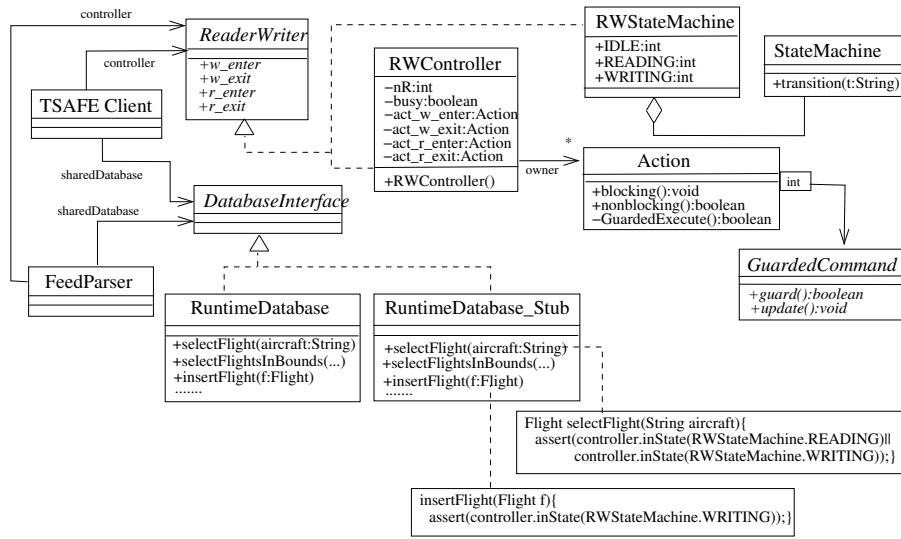 controller
ReaderWriter
+w_enter
+w_exit
+r_enter
+r_exit
controller
TSAFE Client
sharedDatabase
sharedDatabase
DatabaseInterface
FeedParser
RWController
−nR:int
−busy:boolean
−act_w_enter:Action
−act_w_exit:Action
−act_r_enter:Action
−act_r_exit:Action
+RWController()
RWStateMachine
+IDLE:int
+READING:int
+WRITING:int
StateMachine
+transition(t:String)
*
owner
Action
+blocking():void
+nonblocking():boolean
−GuardedExecute():boolean
int
GuardedCommand
+guard():boolean
+update():void
RuntimeDatabase
+selectFlight(aircraft:String)
+selectFlightsInBounds(...)
+insertFlight(f:Flight)
.......
RuntimeDatabase_Stub
+selectFlight(aircraft:String)
+selectFlightsInBounds(...)
+insertFlight(f:Flight)
.......
Flight selectFlight(String aircraft){
assert(controller.inState(RWStateMachine.READING)||
controller.inState(RWStateMachine.WRITING));}
insertFlight(Flight f){
assert(controller.inState(RWStateMachine.WRITING));}